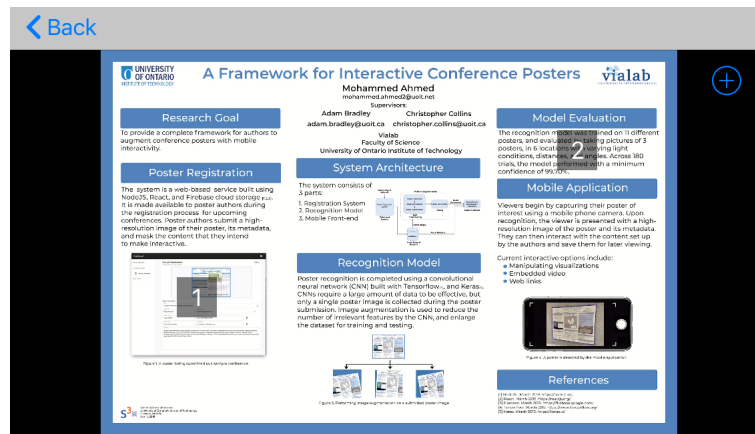 Back
UNIVERSITY
OF ONTARIO
INSTITUTE OF TECHNOLOGY
A Framework for Interactive Conference Posters
vialab
Mohammed Ahmed
mohammed.ahmed2@uoit.net
Supervisors:
Adam Bradley
Christopher Collins
adam.bradley@uoit.ca
christopher.collins@uoit.ca
Vialab
Faculty of Science
University of Ontario Institute of Technology
Research Goal
To provide a complete framework for authors to
augment conference posters with mobile
interactivity.
Poster Registration
The system is a web-based service built using
NodeJS, React, and Firebase cloud storage
It is made available to poster authors during
the registration process for upcoming
conferences. Poster authors submit a high-
resolution image of their poster, its metadata,
and mask the content that they intend
to make interactive.
1
System Architecture
The system consists of
3 parts:
1. Registration System
2. Recognition Model
3. Mobile Front-end
Recognition Model
Poster recognition is completed using a convolutional
neural network (CNN) built with Tensorflow, and Keras
CNNs require a large amount of data to be effective, but
only a single poster image is collected during the poster
submission. Image augmentation is used to reduce the
number of irrelevant features by the CNN, and enlarge
the dataset for training and testing.
Model Evaluation
The recognition model was trained on 11 different
posters, and evaluated by taking pictures of 3
posters, in 6 locations with varying light
conditions, distances, and angles. Across 180
trials, the model performed with a minimum
confidence of 99.70%.
2
Mobile Application
Viewers begin by capturing their poster of
interest using a mobile phone camera. Upon
recognition, the viewer is presented with a high-
resolution image of the poster and its metadata.
They can then interact with the content set up
by the authors and save them for later viewing.
Current interactive options include:
Manipulating visualizations
Embedded video
Web links
References